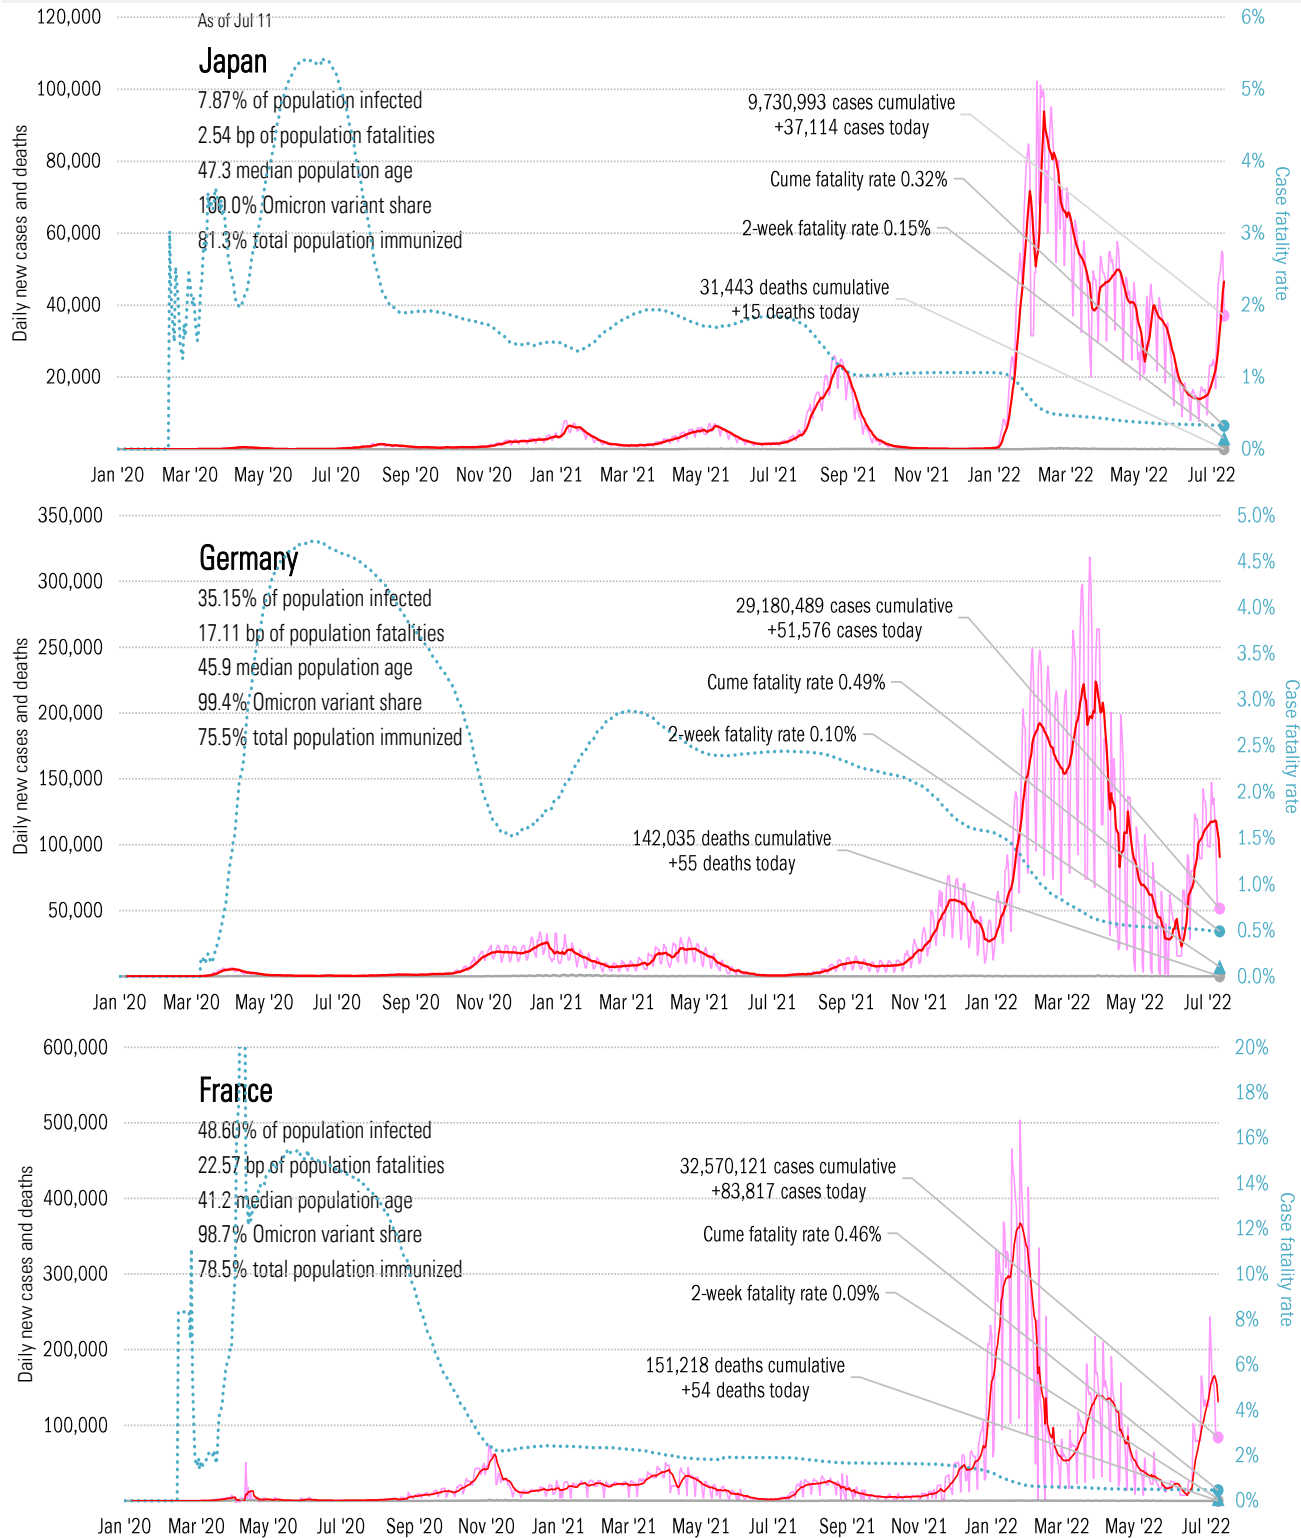 As of Jul 11
Japan
7.87% of population infected
2.54 bp of population fatalities
47.3 median population age
100.0% Omicron variant share
81.3% total population immunized
9,730,993 cases cumulative
+37,114 cases today
Cume fatality rate 0.32%
2-week fatality rate 0.15%
31,443 deaths cumulative
+15 deaths today
Daily new cases and deaths
120,000
100,000
80,000
60,000
40,000
20,000
Case fatality rate
6%
5%
4%
3%
2%
1%
0%
Jan '20 Mar '20 May '20 Jul '20 Sep '20 Nov '20 Jan '21 Mar '21 May '21 Jul '21 Sep '21 Nov '21 Jan '22 Mar '22 May '22 Jul '22
Germany
35.15% of population infected
17.11 bp of population fatalities
45.9 median population age
99.4% Omicron variant share
75.5% total population immunized
29,180,489 cases cumulative
+51,576 cases today
Cume fatality rate 0.49%
2-week fatality rate 0.10%
142,035 deaths cumulative
+55 deaths today
Daily new cases and deaths
350,000
300,000
250,000
200,000
150,000
100,000
50,000
Case fatality rate
5.0%
4.5%
4.0%
3.5%
3.0%
2.5%
2.0%
1.5%
1.0%
0.5%
0.0%
Jan '20 Mar '20 May '20 Jul '20 Sep '20 Nov '20 Jan '21 Mar '21 May '21 Jul '21 Sep '21 Nov '21 Jan '22 Mar '22 May '22 Jul '22
France
48.60% of population infected
22.57 bp of population fatalities
41.2 median population age
98.7% Omicron variant share
78.5% total population immunized
32,570,121 cases cumulative
+83,817 cases today
Cume fatality rate 0.46%
2-week fatality rate 0.09%
151,218 deaths cumulative
+54 deaths today
Daily new cases and deaths
600,000
500,000
400,000
300,000
200,000
100,000
Case fatality rate
20%
18%
16%
14%
12%
10%
8%
6%
4%
2%
0%
Jan '20 Mar '20 May '20 Jul '20 Sep '20 Nov '20 Jan '21 Mar '21 May '21 Jul '21 Sep '21 Nov '21 Jan '22 Mar '22 May '22 Jul '22